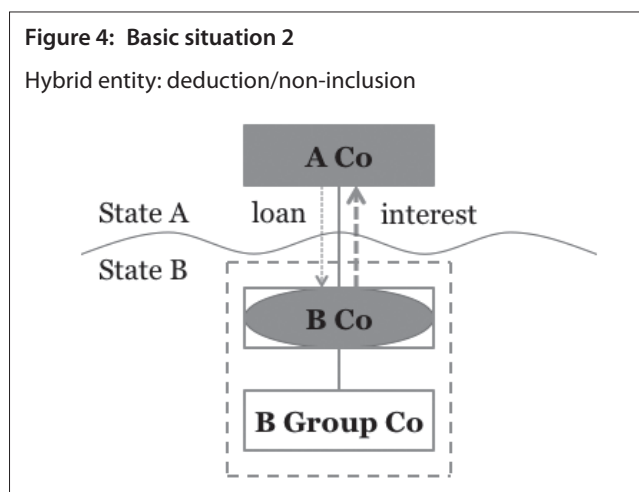 Figure 4: Basic situation 2
Hybrid entity: deduction/non-inclusion
A Co
State A loan interest
State B
B Co
B Group Co